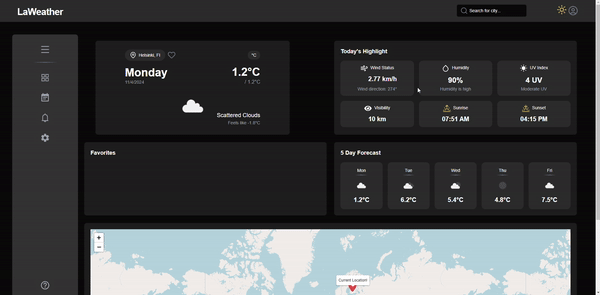 LaWeather
Search for city...
Helsinki, FI
°C
Monday
11/4/2024
1.2°C
/ 1.2°C
Scattered Clouds
Feels like -1.8°C
Today's Highlight
Wind Status
2.77 km/h
Wind direction: 274°
Humidity
90%
Humidity is high
UV Index
4 UV
Moderate UV
Visibility
10 km
Sunrise
07:51 AM
Sunset
04:15 PM
Favorites
5 Day Forecast
Mon
1.2°C
Tue
6.2°C
Wed
5.4°C
Thu
4.8°C
Fri
7.5°C
+
−
Current Location